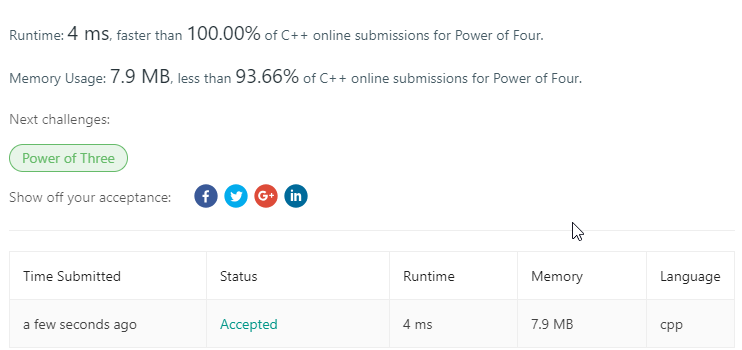 Runtime: 4 ms, faster than 100.00% of C++ online submissions for Power of Four.
Memory Usage: 7.9 MB, less than 93.66% of C++ online submissions for Power of Four.
Next challenges:
Power of Three
Show off your acceptance: f G+ in
Time Submitted Status Runtime Memory Language
a few seconds ago Accepted 4 ms 7.9 MB cpp